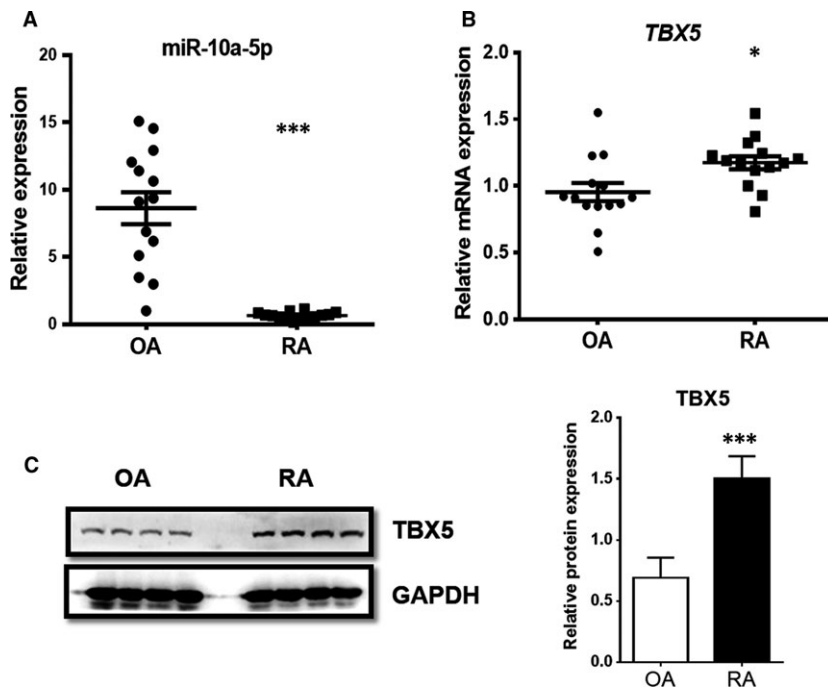 A
miR-10a-5p
Relative expression
20
15
10
5
0
***
OA RA
B
TBX5
Relative mRNA expression
2.0
1.5
1.0
0.5
0.0
*
OA RA
C
OA RA
TBX5
GAPDH
TBX5
Relative protein expression
2.0
1.5
1.0
0.5
0.0
***
OA RA